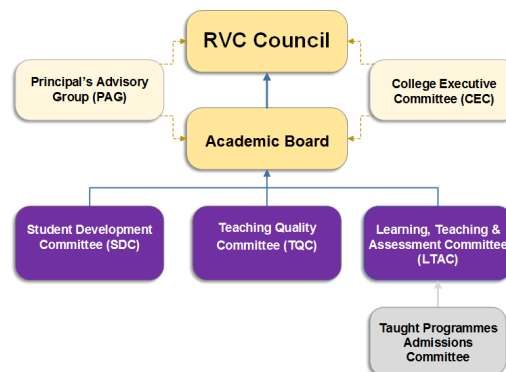 RVC Council
Principal's Advisory
Group (PAG)
College Executive
Committee (CEC)
Academic Board
Student Development
Committee (SDC)
Teaching Quality
Committee (TQC)
Learning, Teaching &
Assessment Committee
(LTAC)
Taught Programmes
Admissions
Committee